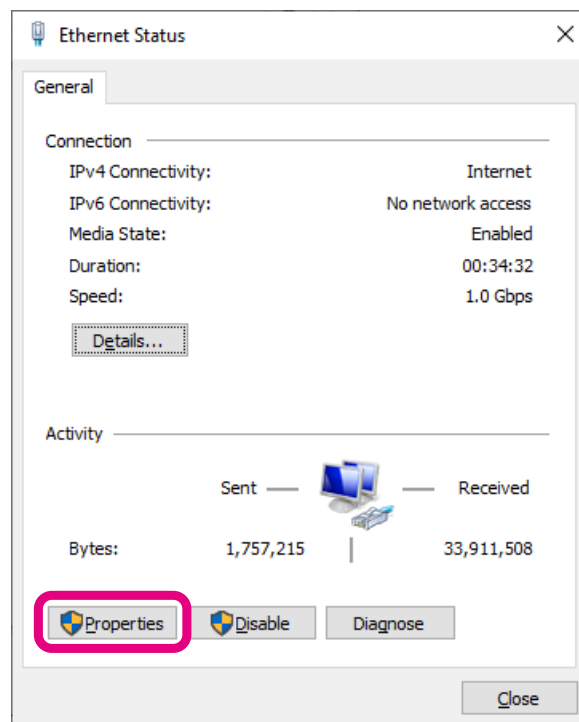 Ethernet Status
General
Connection
IPv4 Connectivity: Internet
IPv6 Connectivity: No network access
Media State: Enabled
Duration: 00:34:32
Speed: 1.0 Gbps
Details...
Activity
Sent Received
Bytes: 1,757,215 33,911,508
Properties Disable Diagnose
Close